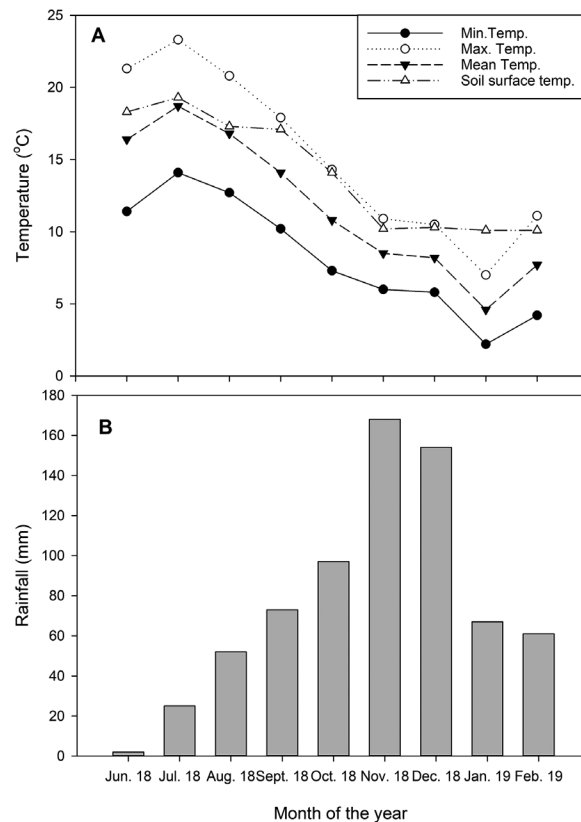 A
Min.Temp.
Max. Temp.
Mean Temp.
Soil surface temp.
25
20
15
10
5
0
Temperature (°C)
B
180
160
140
120
100
80
60
40
20
0
Rainfall (mm)
Jun. 18 Jul. 18 Aug. 18 Sept. 18 Oct. 18 Nov. 18 Dec. 18 Jan. 19 Feb. 19
Month of the year